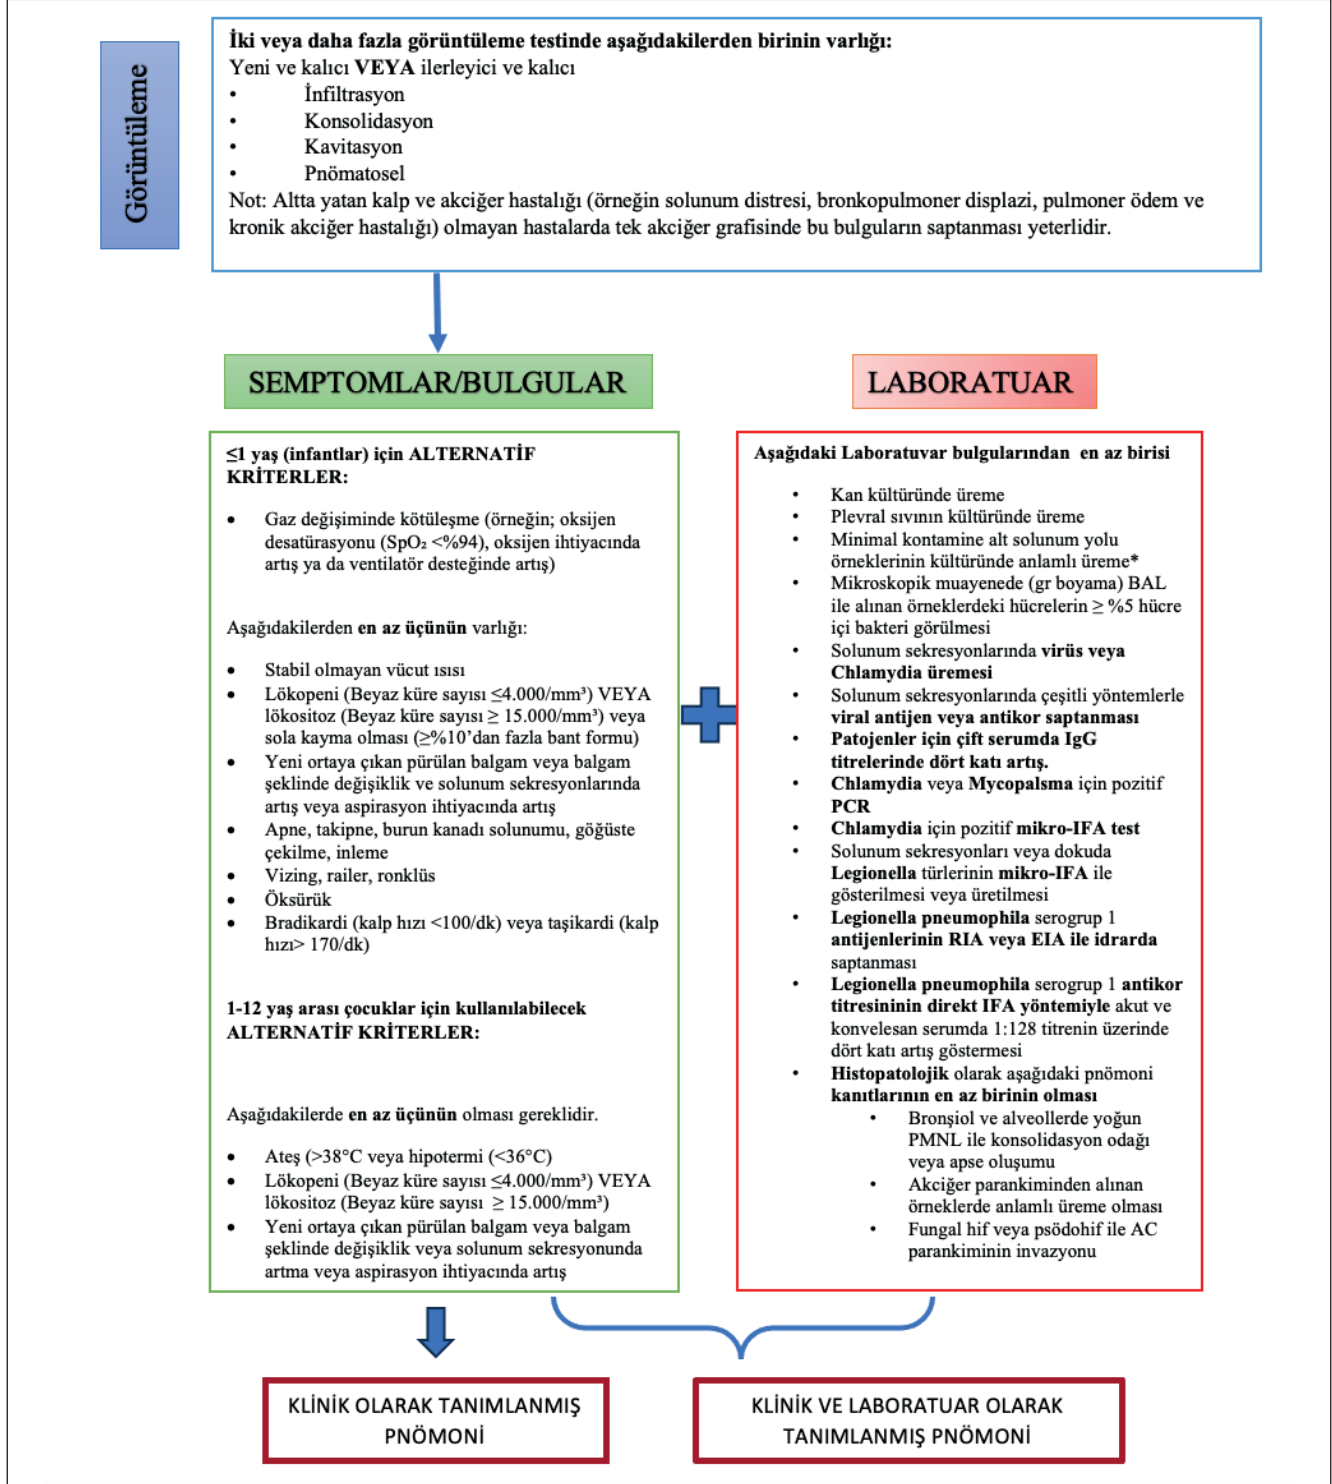 Görüntüleme
İki veya daha fazla görüntüleme testinde aşağıdakilerden birinin varlığı:
Yeni ve kalıcı VEYA ilerleyici ve kalıcı
• İnfiltrasyon
• Konsolidasyon
• Kavitasyon
• Pnömatosel
Not: Altta yatan kalp ve akciğer hastalığı (örneğin solunum distresi, bronkopulmoner displazi, pulmoner ödem ve
kronik akciğer hastalığı) olmayan hastalarda tek akciğer grafisinde bu bulguların saptanması yeterlidir.
SEMPTOMLAR/BULGULAR
≤1 yaş (infantlar) için ALTERNATİF
KRİTERLER:
• Gaz değişiminde kötüleşme (örneğin; oksijen
desatürasyonu (SpO₂ <%94), oksijen ihtiyacında
artış ya da ventilatör desteğinde artış)
Aşağıdakilerden en az üçünün varlığı:
• Stabil olmayan vücut ısısı
• Lökopeni (Beyaz küre sayısı ≤4.000/mm³) VEYA
lökositoz (Beyaz küre sayısı ≥ 15.000/mm³) veya
sola kayma olması (≥%10’dan fazla bant formu)
• Yeni ortaya çıkan pürülan balgam veya balgam
şeklinde değişiklik ve solunum sekresyonlarında
artış veya aspirasyon ihtiyacında artış
• Apne, takipne, burun kanadı solunumu, göğüste
çekilme, inleme
• Vizing, railer, ronklüs
• Öksürük
• Bradikardi (kalp hızı <100/dk) veya taşikardi (kalp
hızı> 170/dk)
1-12 yaş arası çocuklar için kullanılabilecek
ALTERNATİF KRİTERLER:
Aşağıdakilerde en az üçünün olması gereklidir.
• Ateş (>38°C veya hipotermi (<36°C)
• Lökopeni (Beyaz küre sayısı ≤4.000/mm³) VEYA
lökositoz (Beyaz küre sayısı ≥ 15.000/mm³)
• Yeni ortaya çıkan pürülan balgam veya balgam
şeklinde değişiklik veya solunum sekresyonunda
artma veya aspirasyon ihtiyacında artış
LABORATUAR
Aşağıdaki Laboratuvar bulgularından en az birisi
• Kan kültüründe üreme
• Plevral sıvının kültüründe üreme
• Minimal kontamine alt solunum yolu
örneklerinin kültüründe anlamlı üreme*
• Mikroskopik muayenede (gr boyama) BAL
ile alınan örneklerdeki hücrelerin ≥ %5 hücre
içi bakteri görülmesi
• Solunum sekresyonlarında virüs veya
Chlamydia üremesi
• Solunum sekresyonlarında çeşitli yöntemlerle
viral antijen veya antikor saptanması
• Patojenler için çift serumda IgG
titrelerinde dört katı artış.
• Chlamydia veya Mycopalsma için pozitif
PCR
• Chlamydia için pozitif mikro-IFA test
• Solunum sekresyonları veya dokuda
Legionella türlerinin mikro-IFA ile
gösterilmesi veya üretilmesi
• Legionella pneumophila serogrup 1
antijenlerinin RIA veya EIA ile idrarda
saptanması
• Legionella pneumophila serogrup 1 antikor
titresininin direkt IFA yöntemiyle akut ve
konvelesan serumda 1:128 titrenin üzerinde
dört katı artış göstermesi
• Histopatolojik olarak aşağıdaki pnömoni
kanıtlarının en az birinin olması
• Bronşiol ve alveollerde yoğun
PMNL ile konsolidasyon odağı
veya apse oluşumu
• Akciğer parankiminden alınan
örneklerde anlamlı üreme olması
• Fungal hif veya psödohif ile AC
parankiminin invazyonu
KLİNİK OLARAK TANIMLANMIŞ
PNÖMONİ
KLİNİK VE LABORATUAR OLARAK
TANIMLANMIŞ PNÖMONİ